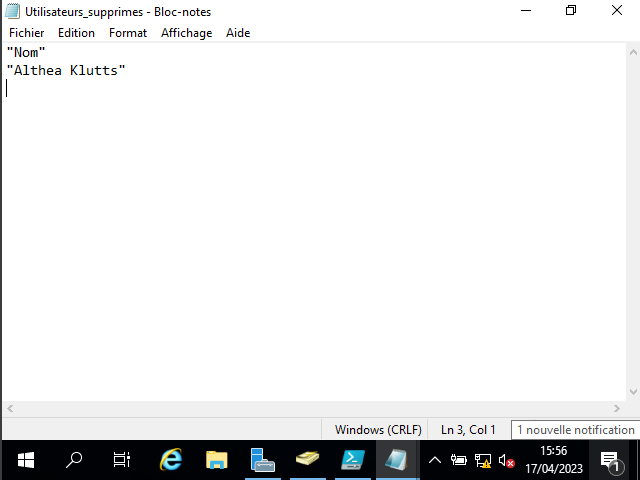 Utilisateurs_supprimes - Bloc-notes
Fichier Edition Format Affichage Aide
"Nom"
"Althea Klutts"
Windows (CRLF) Ln 3, Col 1 1 nouvelle notification
15:56
17/04/2023
1